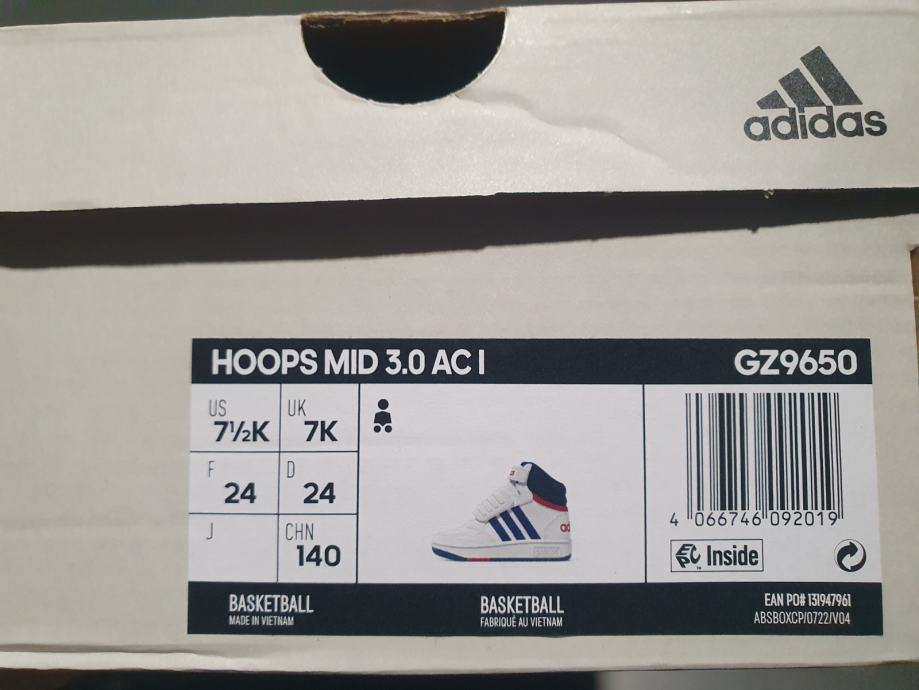 adidas
HOOPS MID 3.0 AC I
GZ9650
US
7½K
UK
7K
F
24
D
24
J
CHN
140
4 066746 092019
EPC Inside
BASKETBALL
MADE IN VIETNAM
BASKETBALL
FABRIQUÉ AU VIETNAM
EAN PO# 131947961
ABSBOXCP/0722/V04